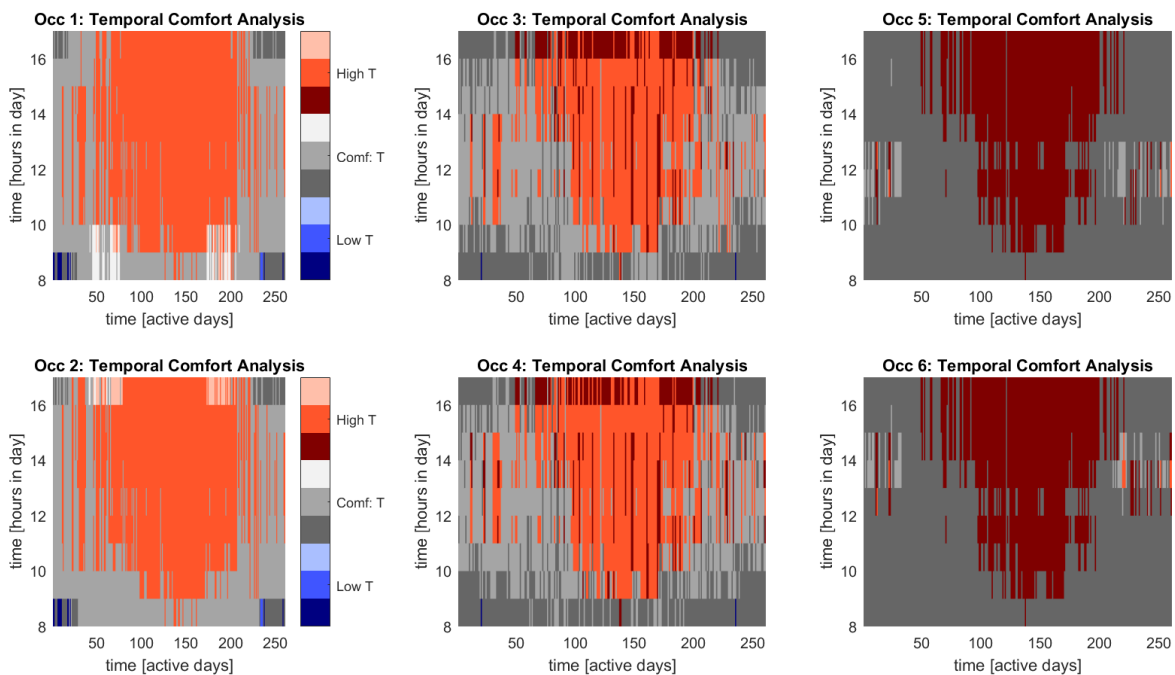 Occ 1: Temporal Comfort Analysis
16
14
12
10
8
time [hours in day]
50 100 150 200 250
time [active days]
High T
Comf: T
Low T
Occ 3: Temporal Comfort Analysis
16
14
12
10
8
time [hours in day]
50 100 150 200 250
time [active days]
Occ 5: Temporal Comfort Analysis
16
14
12
10
8
time [hours in day]
50 100 150 200 250
time [active days]
Occ 2: Temporal Comfort Analysis
16
14
12
10
8
time [hours in day]
50 100 150 200 250
time [active days]
High T
Comf: T
Low T
Occ 4: Temporal Comfort Analysis
16
14
12
10
8
time [hours in day]
50 100 150 200 250
time [active days]
Occ 6: Temporal Comfort Analysis
16
14
12
10
8
time [hours in day]
50 100 150 200 250
time [active days]